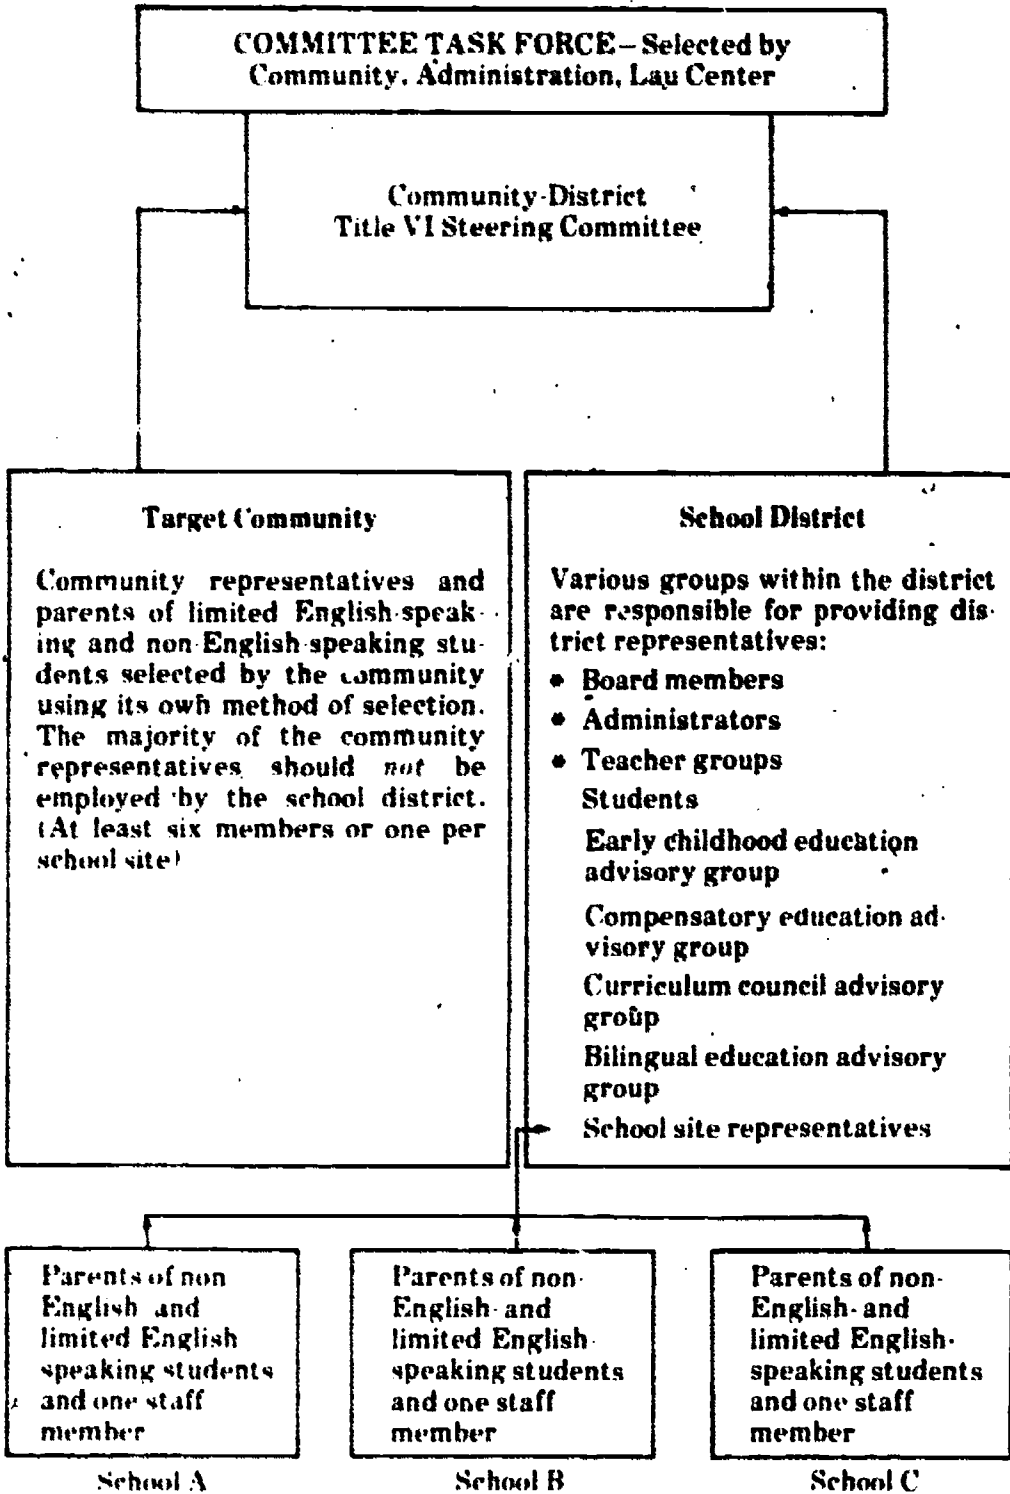 COMMITTEE TASK FORCE—Selected by
Community, Administration, Lau Center
Community-District
Title VI Steering Committee
Target Community
Community representatives and
parents of limited English-speak-
ing and non-English-speaking stu-
dents selected by the community
using its own method of selection.
The majority of the community
representatives should not be
employed by the school district.
(At least six members or one per
school site)
School District
Various groups within the district
are responsible for providing dis-
trict representatives:
* Board members
* Administrators
* Teacher groups
Students
Early childhood education
advisory group
Compensatory education ad-
visory group
Curriculum council advisory
group
Bilingual education advisory
group
School site representatives
Parents of non
English and
limited English
speaking students
and one staff
member
School A
Parents of non-
English- and
limited English-
speaking students
and one staff
member
School B
Parents of non-
English- and
limited English-
speaking students
and one staff
member
School C